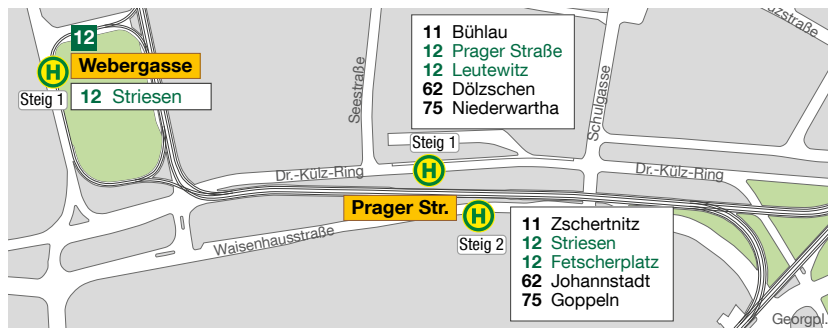 12
H
Webergasse
Steig 1
12 Striesen
11 Bühlau
12 Prager Straße
12 Leutewitz
62 Dölzschen
75 Niederwartha
Seestraße
Schulgasse
Steig 1
H
Dr.-Külz-Ring
Dr.-Külz-Ring
Prager Str.
H
Steig 2
Waisenhausstraße
11 Zschertnitz
12 Striesen
12 Fetscherplatz
62 Johannstadt
75 Goppeln
Georgpl.